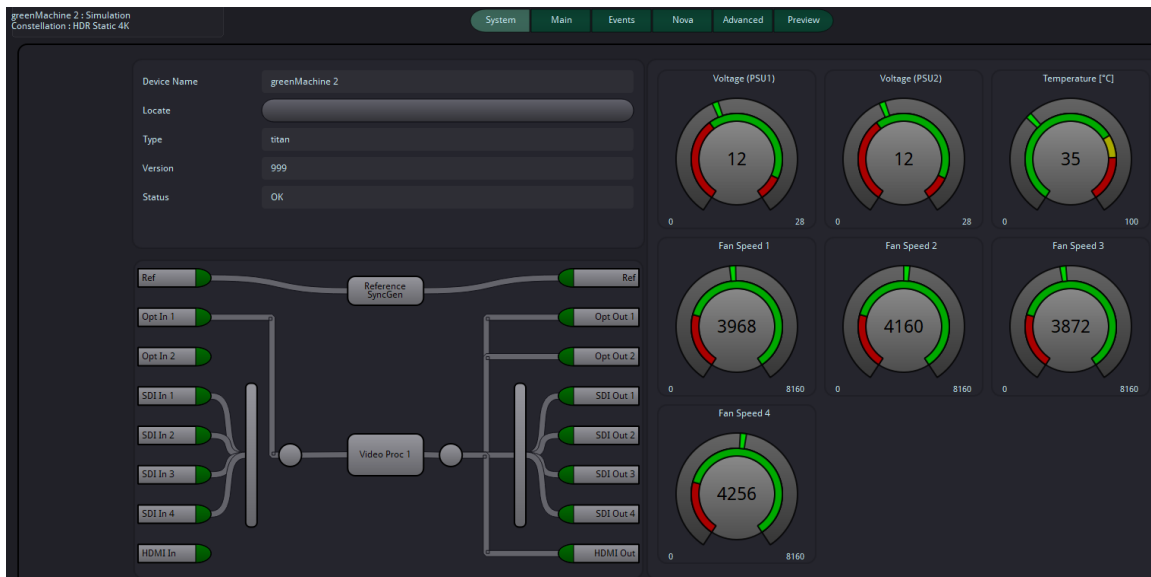 greenMachine 2 : Simulation
Constellation : HDR Static 4K
System Main Events Nova Advanced Preview
Device Name greenMachine 2
Locate
Type titan
Version 999
Status OK
Voltage (PSU1)
12
0 28
Voltage (PSU2)
12
0 28
Temperature [°C]
35
0 100
Fan Speed 1
3968
0 8160
Fan Speed 2
4160
0 8160
Fan Speed 3
3872
0 8160
Fan Speed 4
4256
0 8160
Ref
Opt In 1
Opt In 2
SDI In 1
SDI In 2
SDI In 3
SDI In 4
HDMI In
Reference
SyncGen
Video Proc 1
Ref
Opt Out 1
Opt Out 2
SDI Out 1
SDI Out 2
SDI Out 3
SDI Out 4
HDMI Out